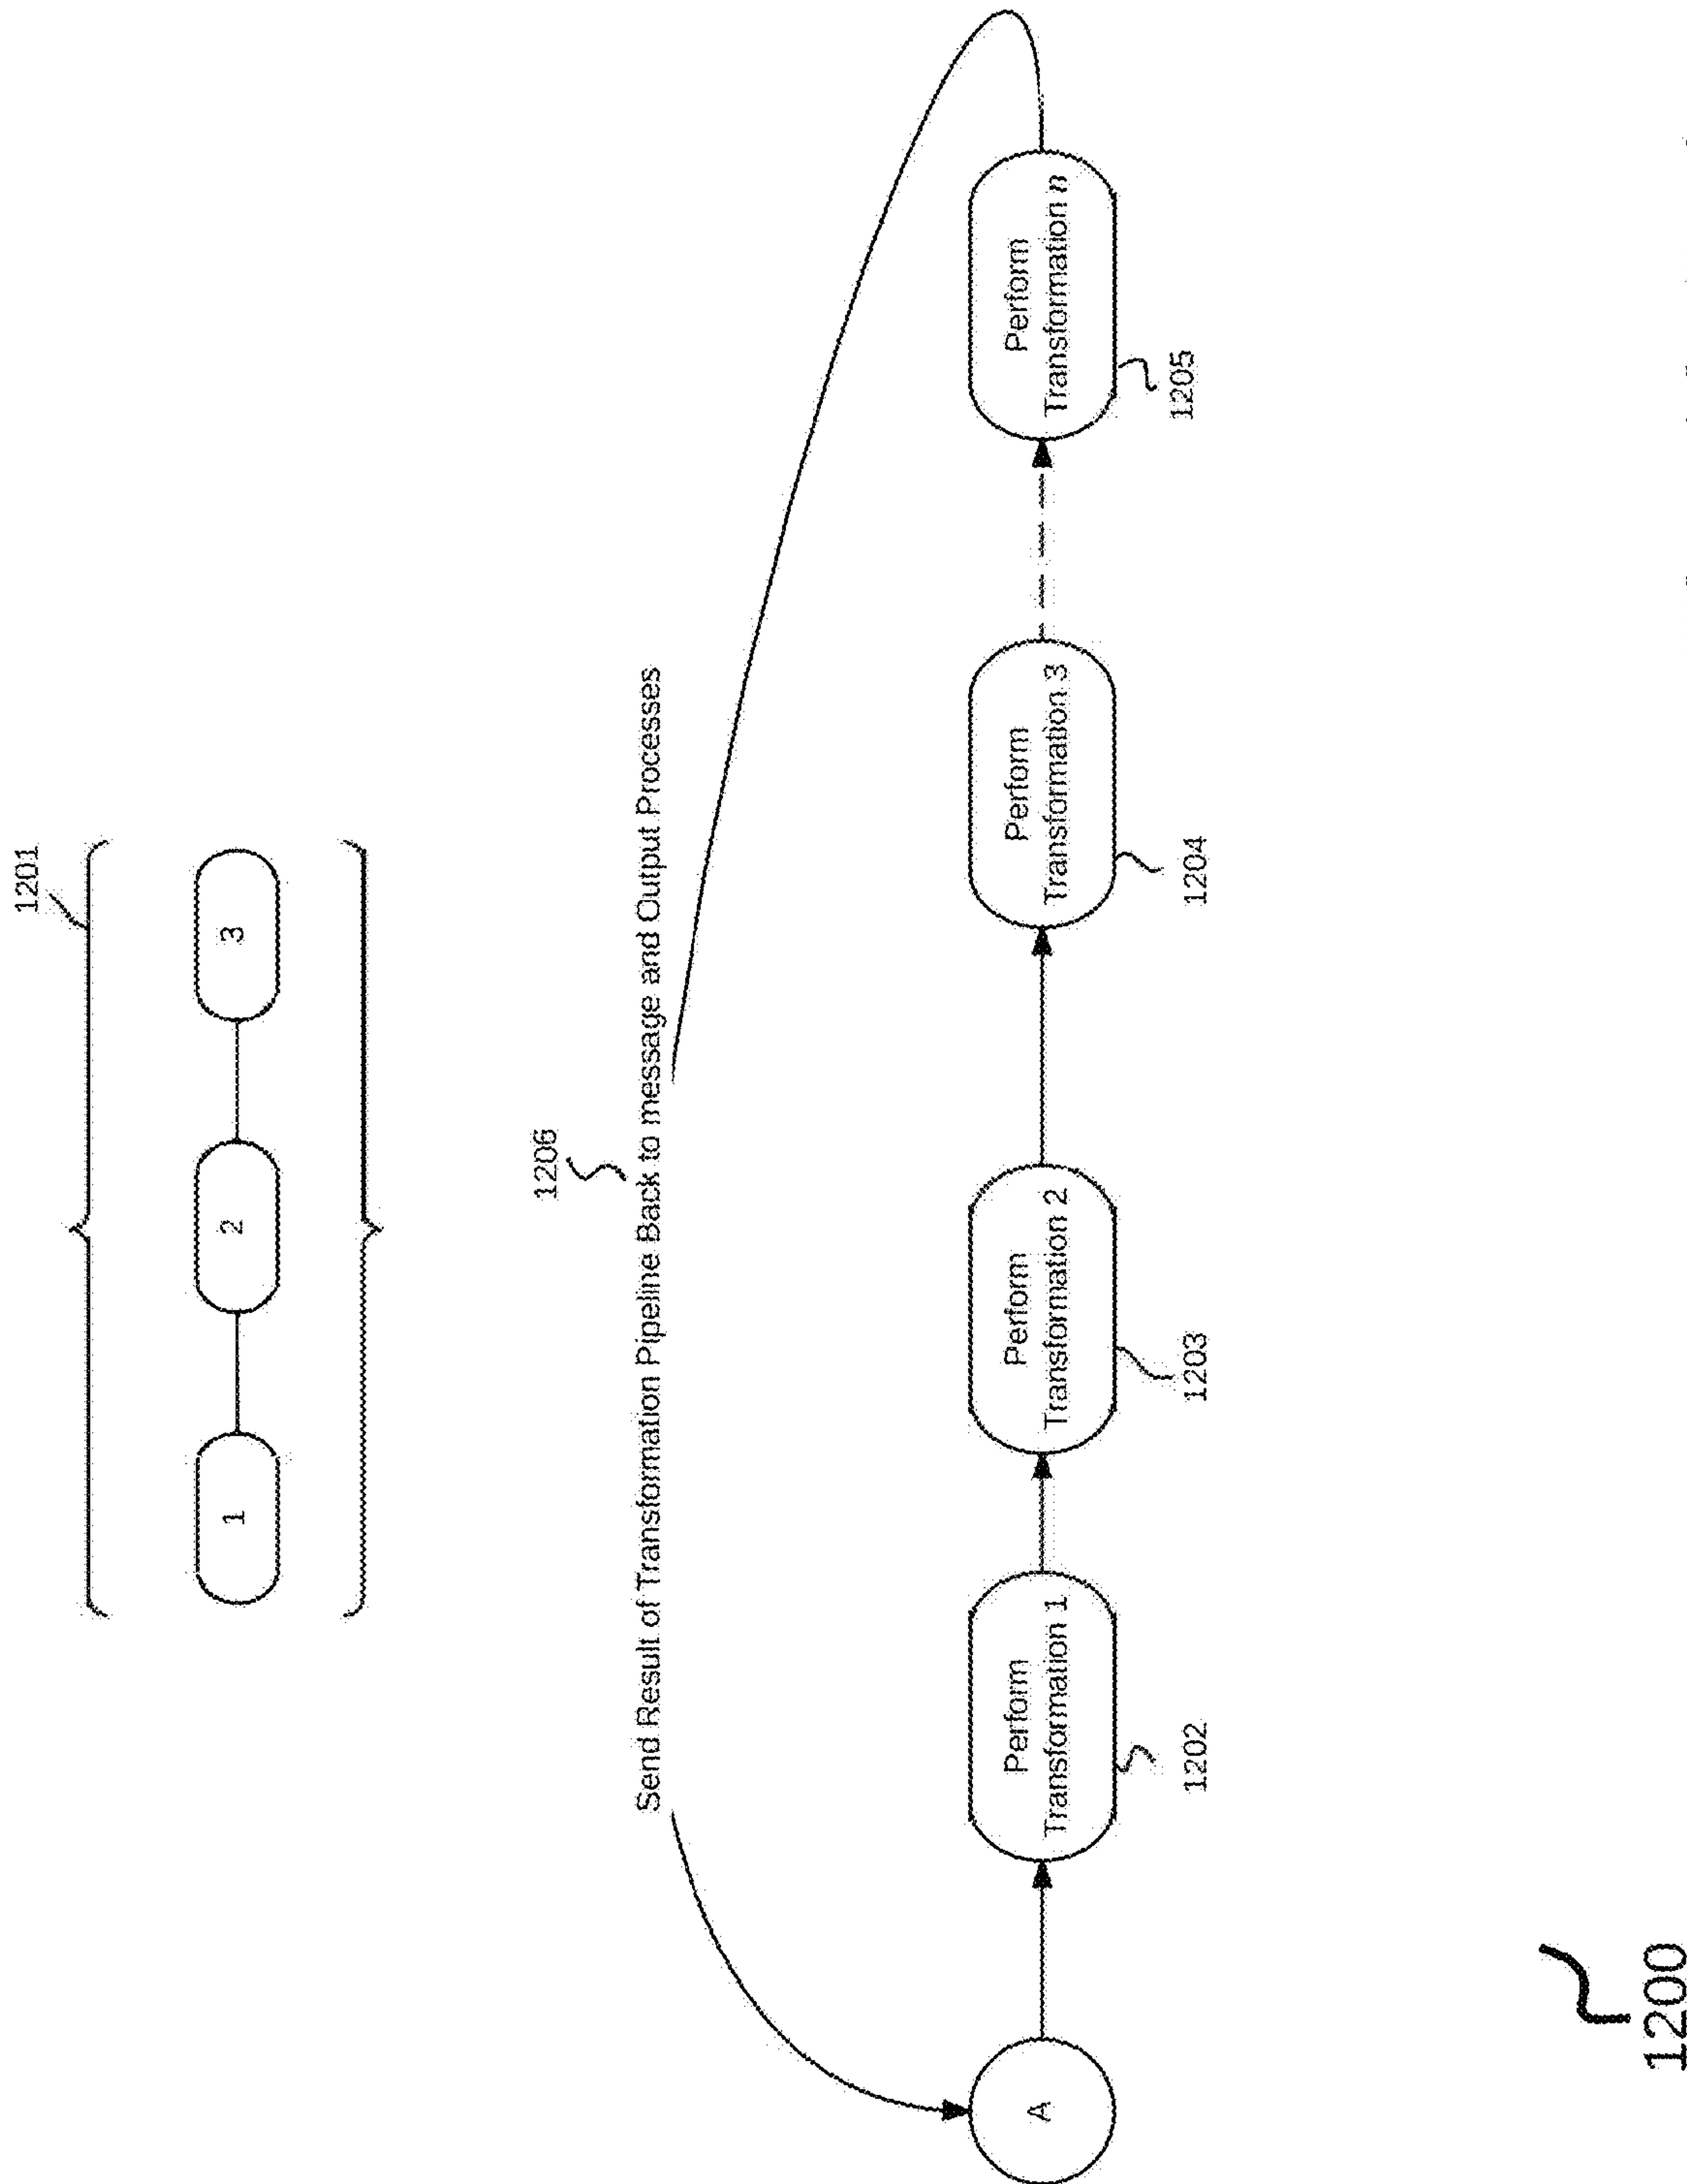 1201
1
2
3
1206
Send Result of Transformation Pipeline Back to message and Output Processes
A
Perform
Transformation 1
1202
Perform
Transformation 2
1203
Perform
Transformation 3
1204
Perform
Transformation n
1205
1200